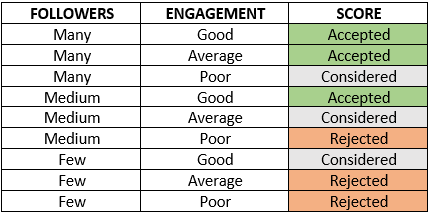 FOLLOWERS ENGAGEMENT SCORE
Many Good Accepted
Many Average Accepted
Many Poor Considered
Medium Good Accepted
Medium Average Considered
Medium Poor Rejected
Few Good Considered
Few Average Rejected
Few Poor Rejected